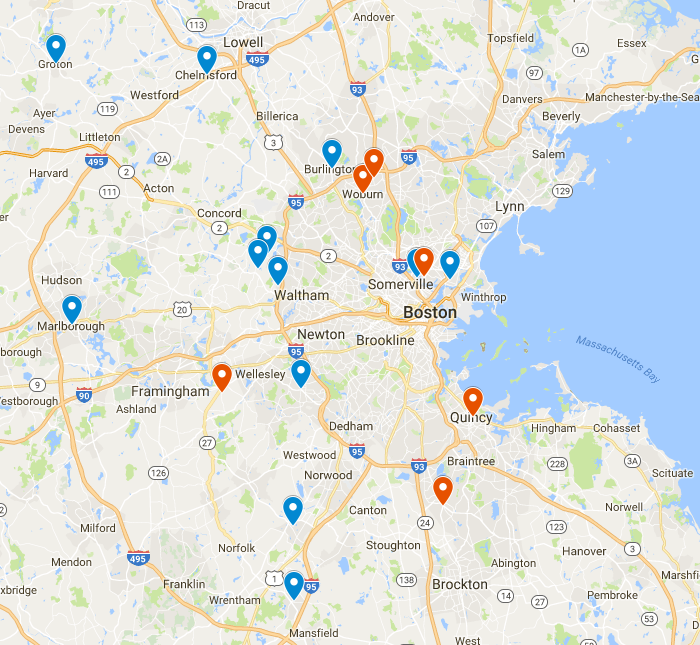 Dracut
Andover
113
Lowell
Topsfield
Essex
1A
495
Groton
Chelmsford
97
93
Westford
Danvers
Manchester-by-the-Sea
119
Ayer
Billerica
Beverly
Devens
Littleton
3
495
2A
95
Salem
Harvard
2
Burlington
Acton
111
Woburn
129
95
Lynn
Concord
2
107
2
93
Hudson
Somerville
Waltham
Winthrop
20
Boston
Marlborough
Newton
Brookline
95
Massachusetts Bay
Wellesley
9
Framingham
90
Ashland
Quincy
Hingham
Cohasset
Dedham
27
95
Westwood
93
Braintree
228
3A
126
Norwood
Scituate
Canton
Norwell
24
Milford
123
Stoughton
Hanover
3
Norfolk
495
Mendon
Abington
Franklin
1
95
138
Brockton
Wrentham
14
27
Pembroke
53
Mansfield
West